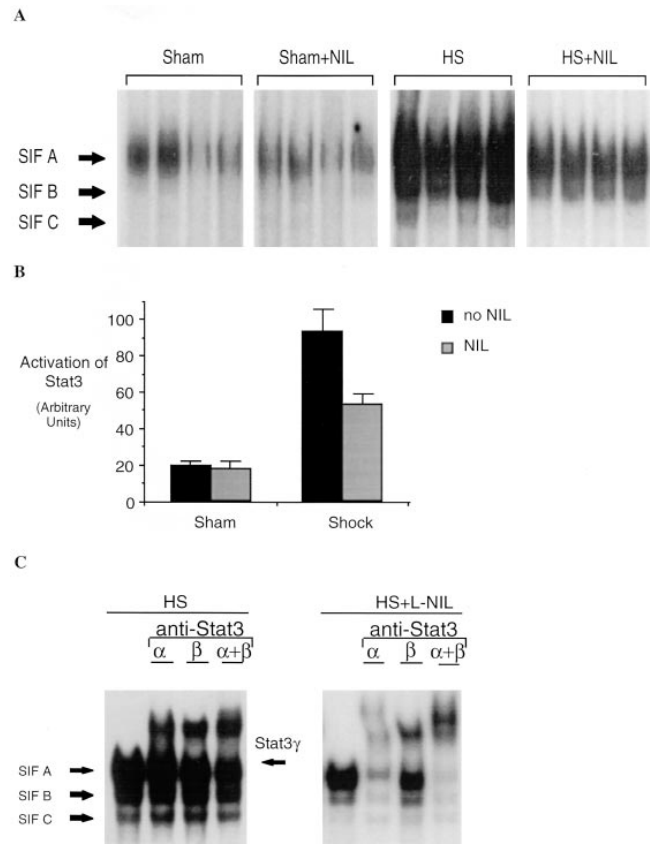 A
Sham Sham+NIL HS HS+NIL
SIF A
SIF B
SIF C
B
Activation of
Stat3
(Arbitrary
Units)
100
80
60
40
20
0
Sham Shock
no NIL
NIL
C
HS HS+L-NIL
anti-Stat3 anti-Stat3
α β α+β α β α+β
Stat3γ
SIF A
SIF B
SIF C